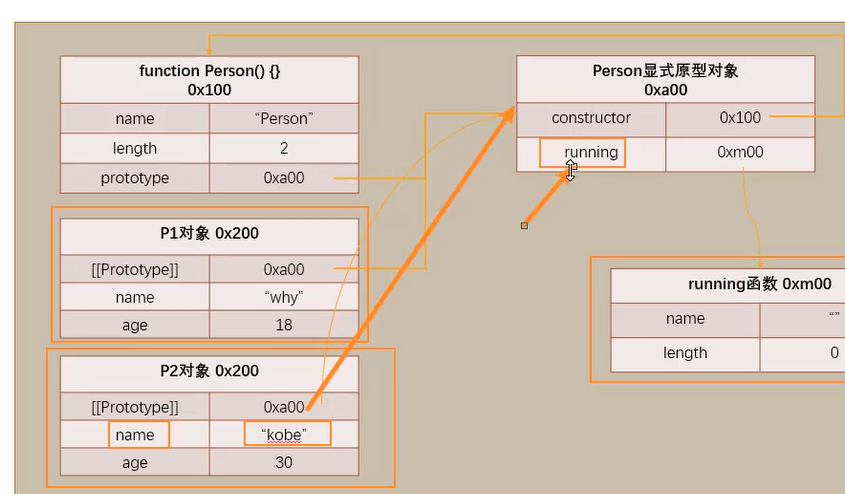 function Person() {}
0x100
name “Person”
length 2
prototype 0xa00
P1对象 0x200
[[Prototype]] 0xa00
name “why”
age 18
P2对象 0x200
[[Prototype]] 0xa00
name “kobe”
age 30
Person显式原型对象
0xa00
constructor 0x100
running 0xm00
running函数 0xm00
name “”
length 0